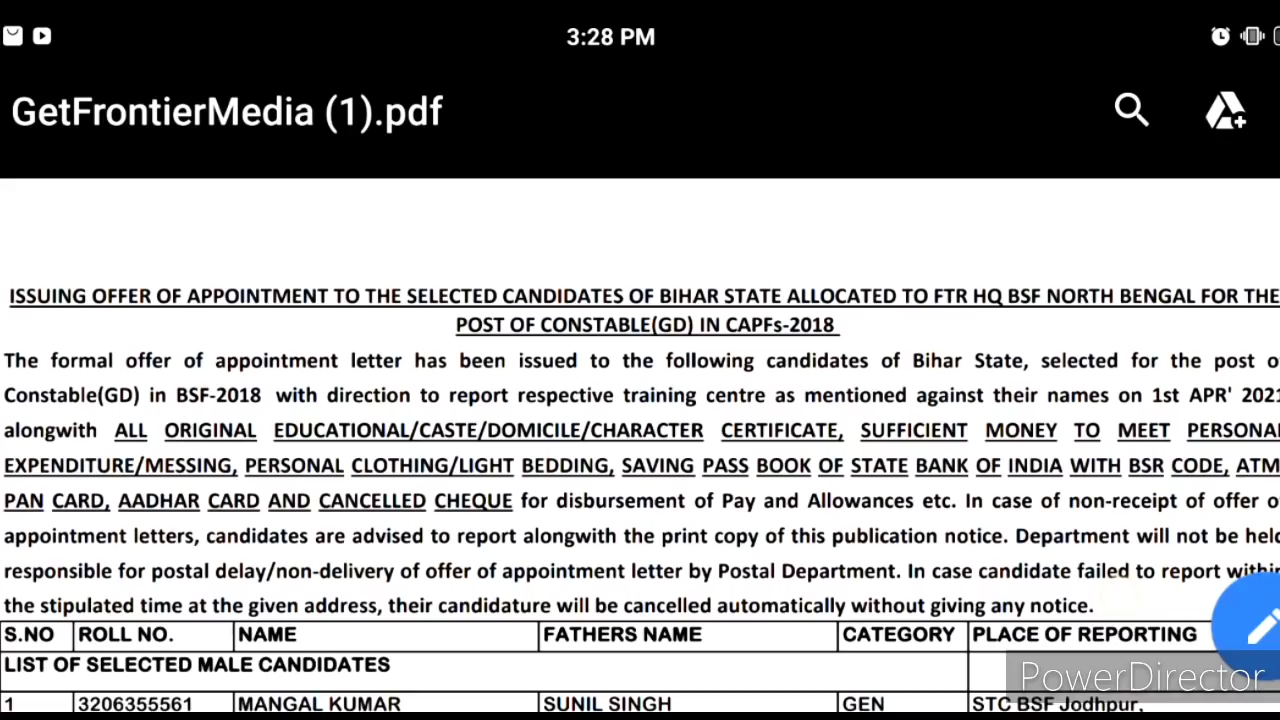 3:28 PM
GetFrontierMedia (1).pdf
ISSUING OFFER OF APPOINTMENT TO THE SELECTED CANDIDATES OF BIHAR STATE ALLOCATED TO FTR HQ BSF NORTH BENGAL FOR THE
POST OF CONSTABLE(GD) IN CAPFs-2018
The formal offer of appointment letter has been issued to the following candidates of Bihar State, selected for the post o
Constable(GD) in BSF-2018 with direction to report respective training centre as mentioned against their names on 1st APR' 2021
alongwith ALL ORIGINAL EDUCATIONAL/CASTE/DOMICILE/CHARACTER CERTIFICATE, SUFFICIENT MONEY TO MEET PERSONAL
EXPENDITURE/MESSING, PERSONAL CLOTHING/LIGHT BEDDING, SAVING PASS BOOK OF STATE BANK OF INDIA WITH BSR CODE, ATM
PAN CARD, AADHAR CARD AND CANCELLED CHEQUE for disbursement of Pay and Allowances etc. In case of non-receipt of offer o
appointment letters, candidates are advised to report alongwith the print copy of this publication notice. Department will not be held
responsible for postal delay/non-delivery of offer of appointment letter by Postal Department. In case candidate failed to report within
the stipulated time at the given address, their candidature will be cancelled automatically without giving any notice.
S.NO ROLL NO. NAME FATHERS NAME CATEGORY PLACE OF REPORTING
LIST OF SELECTED MALE CANDIDATES
PowerDirector
1 3206355561 MANGAL KUMAR SUNIL SINGH GEN STC BSF Jodhpur,